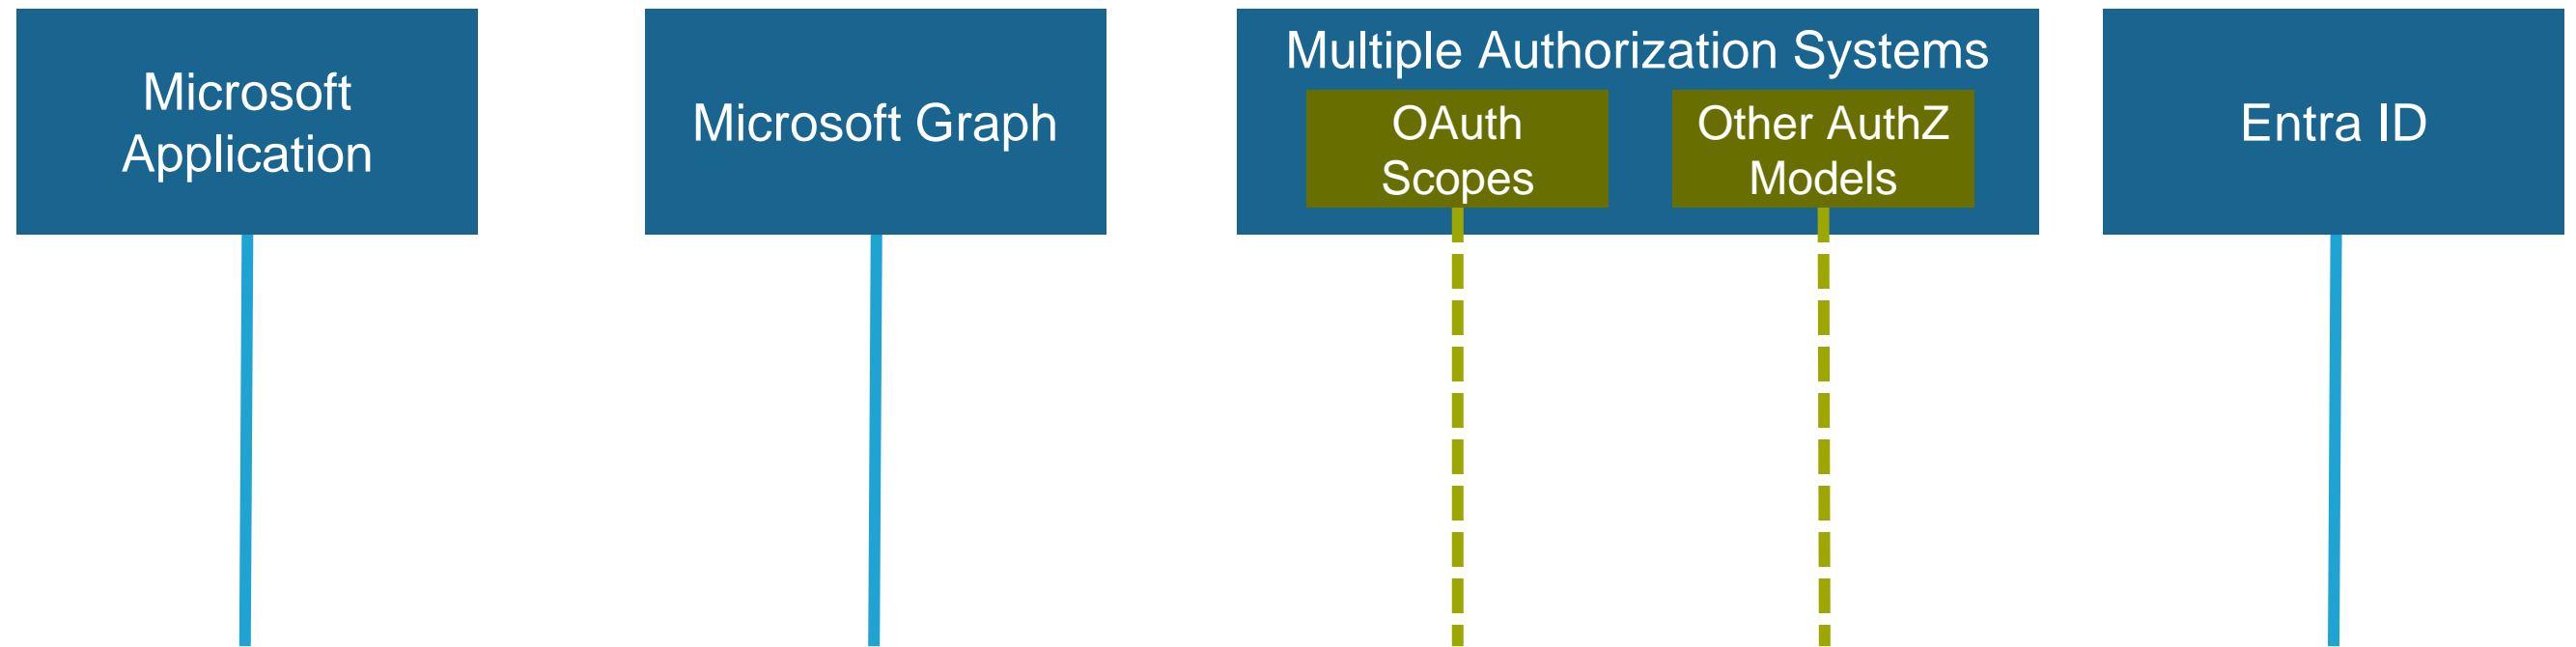 Microsoft
Application
Microsoft Graph
Multiple Authorization Systems
OAuth
Scopes
Other AuthZ
Models
Entra ID